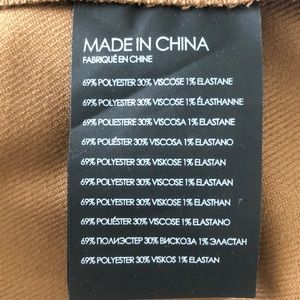 MADE IN CHINA
FABRIQUÉ EN CHINE
69% POLYESTER 30% VISCOSE 1% ELASTANE
69% POLYESTER 30% VISCOSE 1% ÉLASTHANNE
69% POLIESTERE 30% VISCOSA 1% ELASTANE
69% POLIÉSTER 30% VISCOSA 1% ELASTANO
69% POLYESTER 30% VISKOSE 1% ELASTAN
69% POLYESTER 30% VISCOSE 1% ELASTAAN
69% POLYESTER 30% VISKOSE 1% ELASTHAN
69% POLIÉSTER 30% VISCOSE 1% ELASTANO
69% ПОЛИЭСТЕР 30% ВИСКОЗА 1% ЭЛАСТАН
69% POLYESTER 30% VISKOS 1% ELASTAN